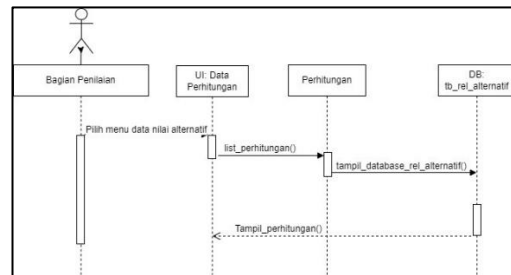 Bagian Penilaian
UI: Data
Perhitungan
Perhitungan
DB:
tb_rel_alternatif
Pilih menu data nilai alternatif
list_perhitungan()
tampil_database_rel_alternatif()
Tampil_perhitungan()